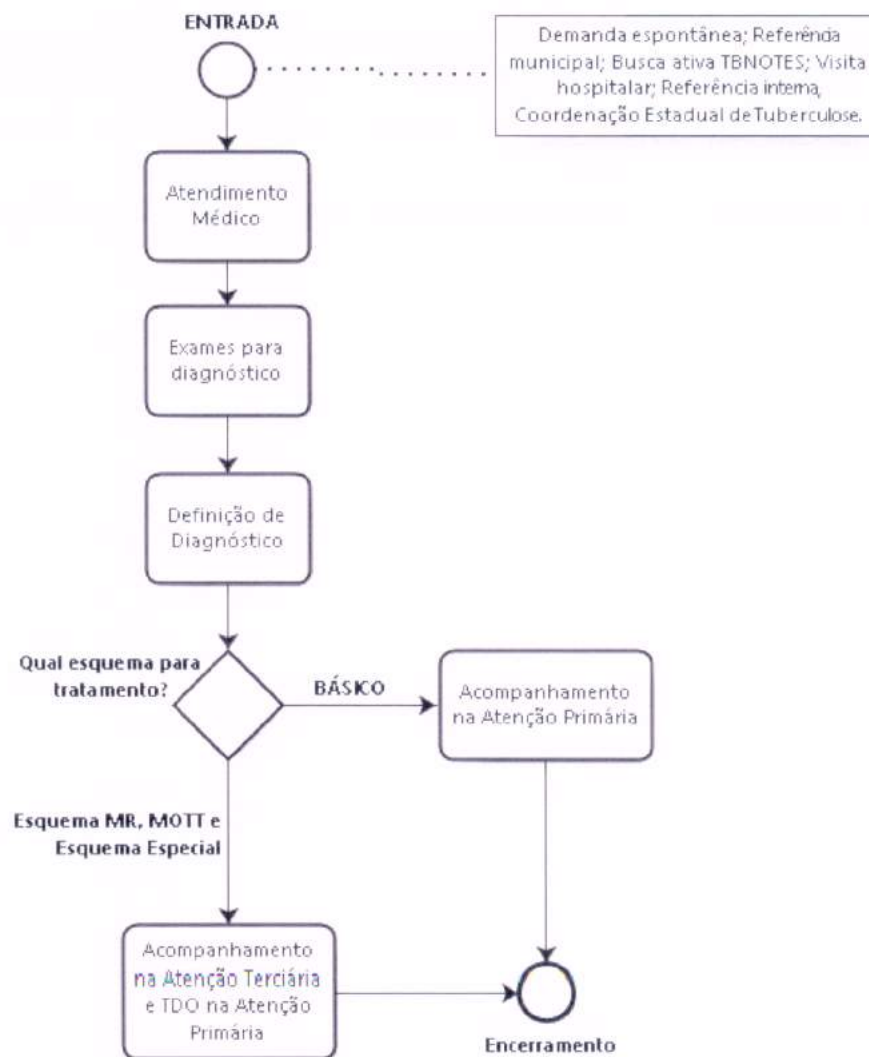 ENTRADA
Demanda espontânea; Referência
municipal; Busca ativa TBNOTES; Visita
hospitalar; Referência interna,
Coordenação Estadual de Tuberculose.
Atendimento
Médico
Exames para
diagnóstico
Definição de
Diagnóstico
Qual esquema para
tratamento?
BÁSICO
Acompanhamento
na Atenção Primária
Esquema MR, MOTT e
Esquema Especial
Acompanhamento
na Atenção Terciária
e TDO na Atenção
Primária
Encerramento